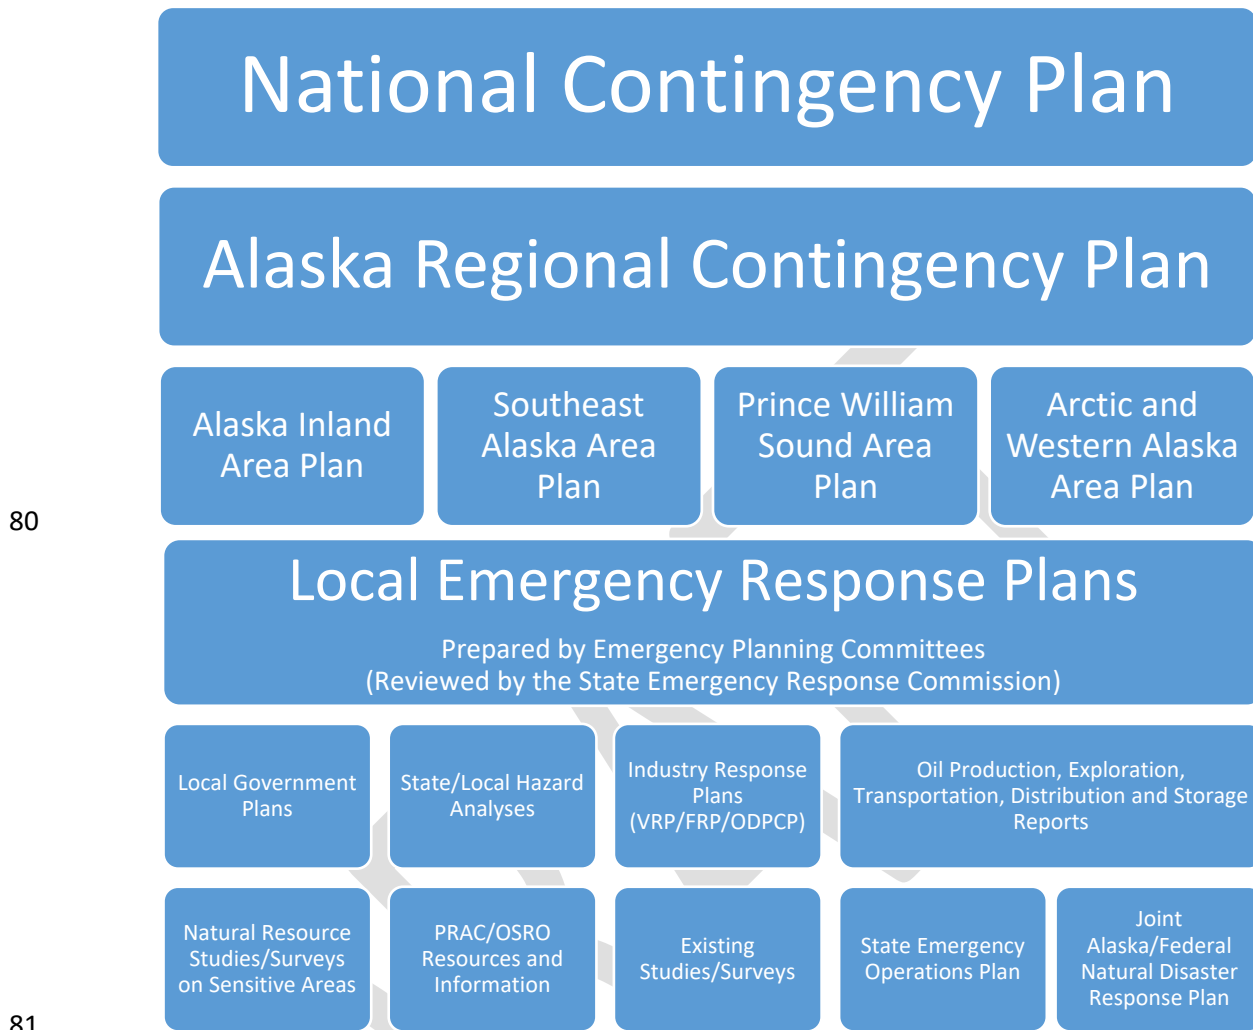 National Contingency Plan
Alaska Regional Contingency Plan
Alaska Inland
Area Plan
Southeast
Alaska Area
Plan
Prince William
Sound Area
Plan
Arctic and
Western Alaska
Area Plan
80
Local Emergency Response Plans
Prepared by Emergency Planning Committees
(Reviewed by the State Emergency Response Commission)
Local Government
Plans
State/Local Hazard
Analyses
Industry Response
Plans
(VRP/FRP/ODPCP)
Oil Production, Exploration,
Transportation, Distribution and Storage
Reports
Natural Resource
Studies/Surveys
on Sensitive Areas
PRAC/OSRO
Resources and
Information
Existing
Studies/Surveys
State Emergency
Operations Plan
Joint
Alaska/Federal
Natural Disaster
Response Plan
81